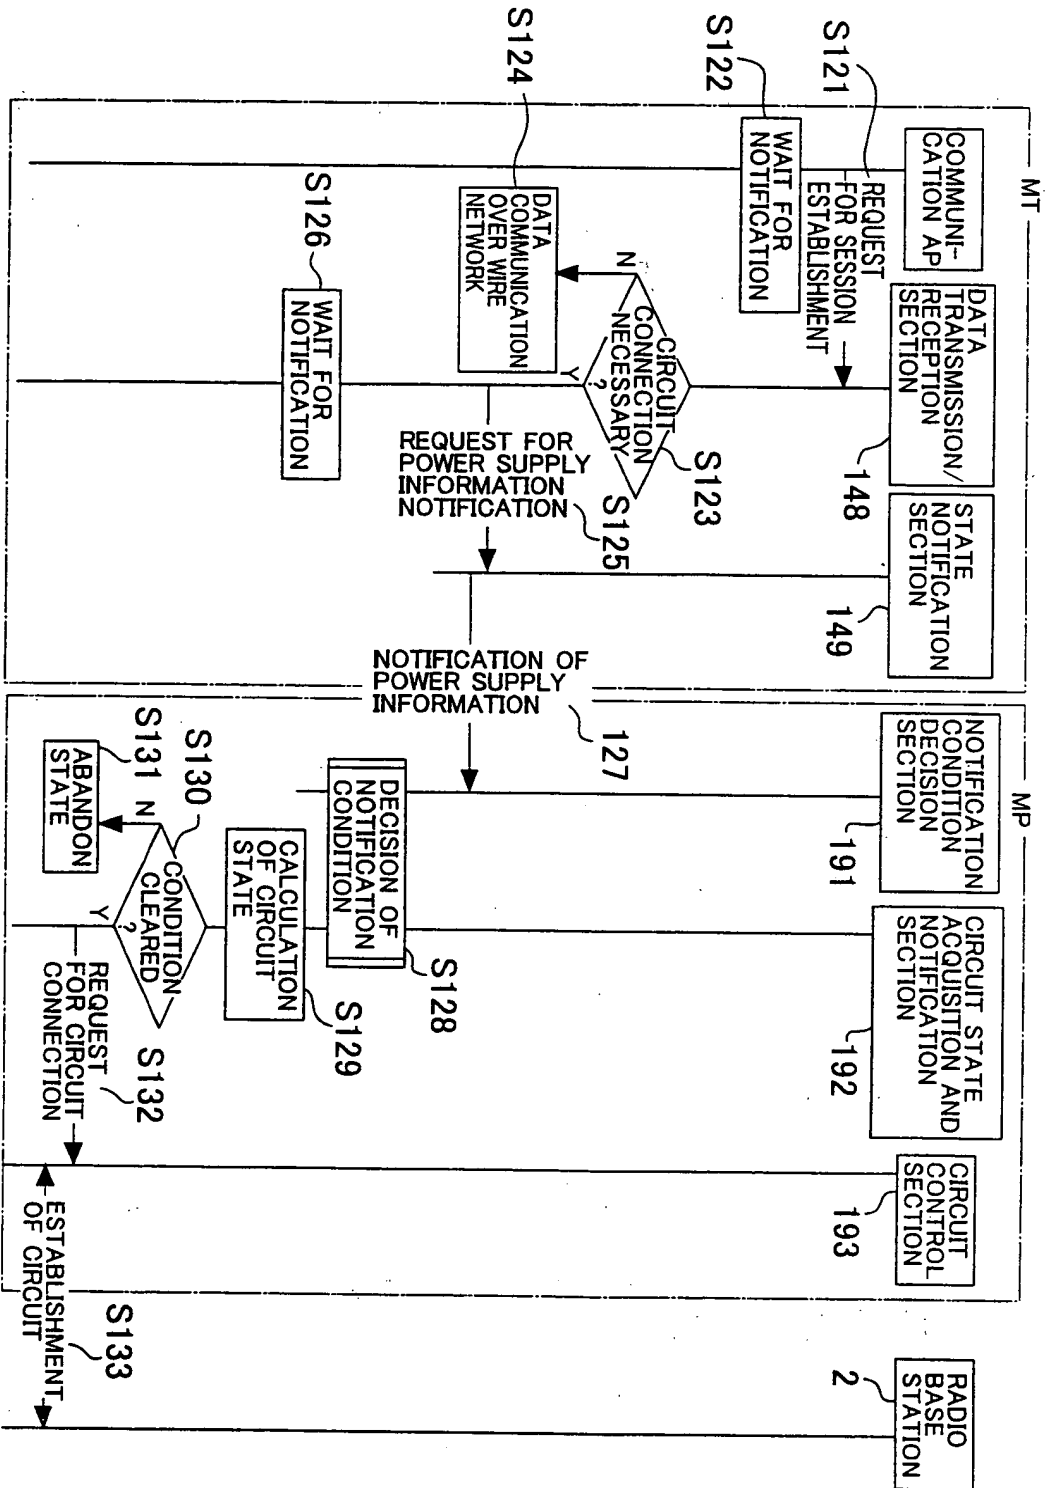 MT
COMMUNI-
CATION AP
DATA
TRANSMISSION/
RECEPTION
SECTION
148
STATE
NOTIFICATION
SECTION
149
MP
NOTIFICATION
CONDITION
DECISION
SECTION
191
CIRCUIT STATE
ACQUISITION AND
NOTIFICATION
SECTION
192
CIRCUIT
CONTROL
SECTION
193
RADIO
BASE
STATION
2
S121
REQUEST
FOR SESSION
ESTABLISHMENT
S122
WAIT FOR
NOTIFICATION
CIRCUIT
CONNECTION
NECESSARY
?
S123
N
Y
S124
DATA
COMMUNICATION
OVER WIRE
NETWORK
REQUEST FOR
POWER SUPPLY
INFORMATION
NOTIFICATION
S125
S126
WAIT FOR
NOTIFICATION
NOTIFICATION OF
POWER SUPPLY
INFORMATION
127
DECISION OF
NOTIFICATION
CONDITION
S128
CALCULATION
OF CIRCUIT
STATE
S129
S130
CONDITION
CLEARED
?
N
Y
S131
ABANDON
STATE
S132
REQUEST
FOR CIRCUIT
CONNECTION
S133
ESTABLISHMENT
OF CIRCUIT